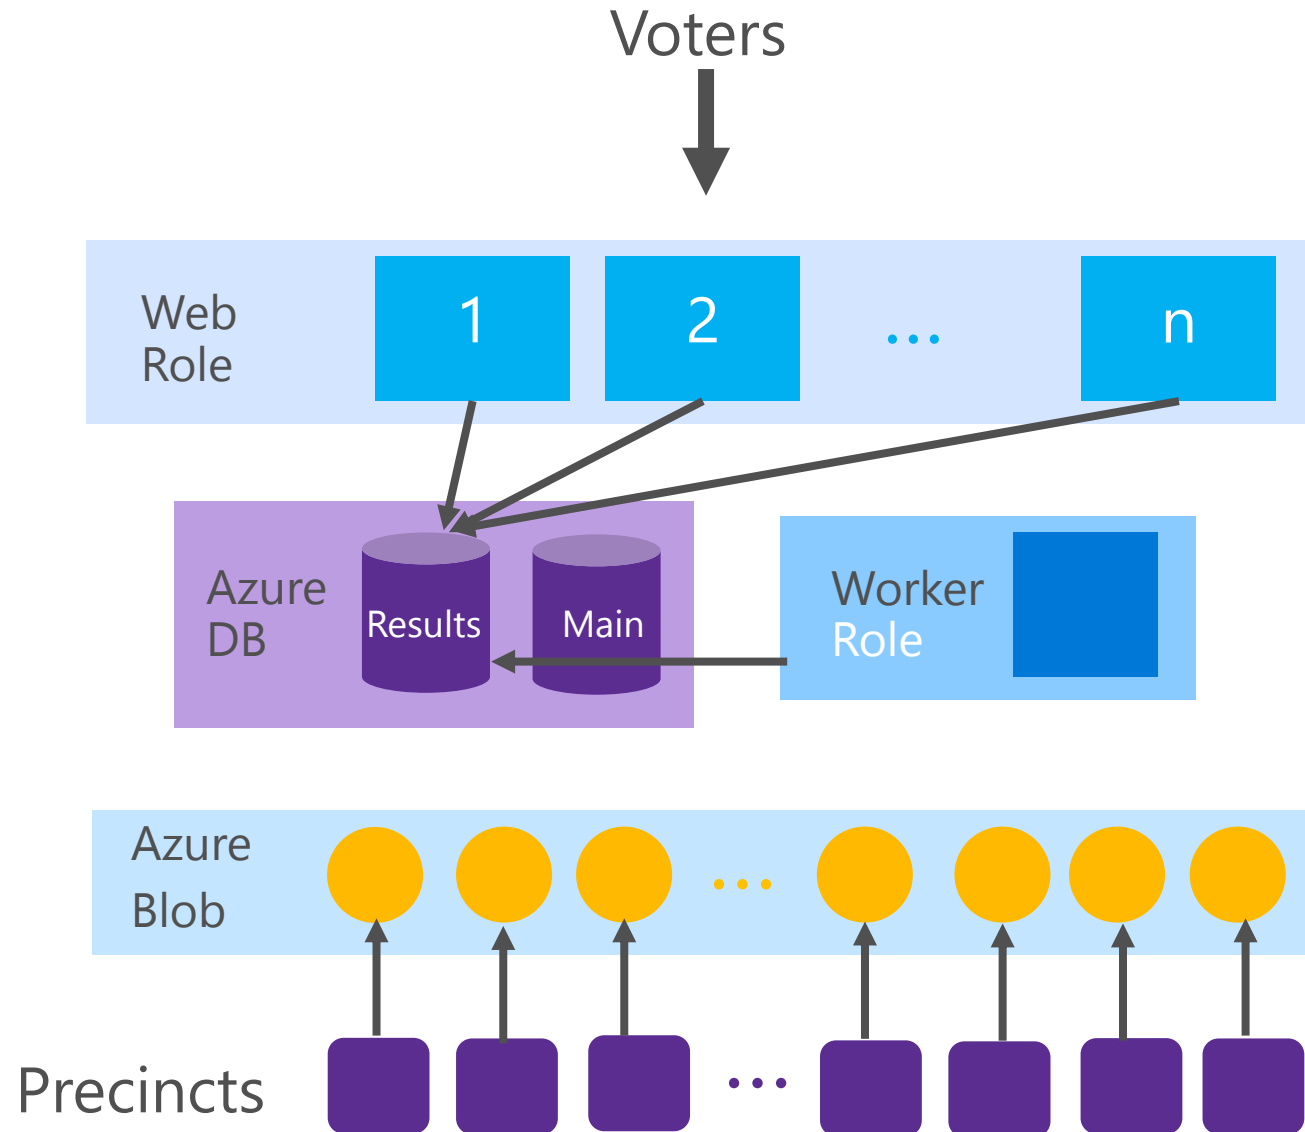 Voters
Web
Role
1
2
...
n
Azure
DB
Results
Main
Worker
Role
Azure
Blob
...
Precincts
...